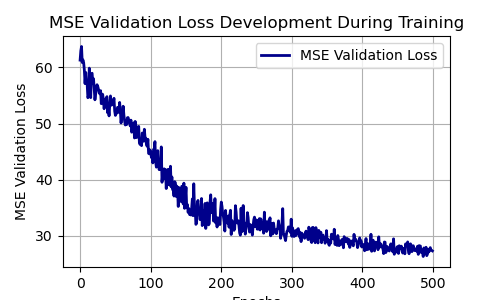 MSE Validation Loss Development During Training
MSE Validation Loss
MSE Validation Loss
60
50
40
30
0
100
200
300
400
500
Epochs